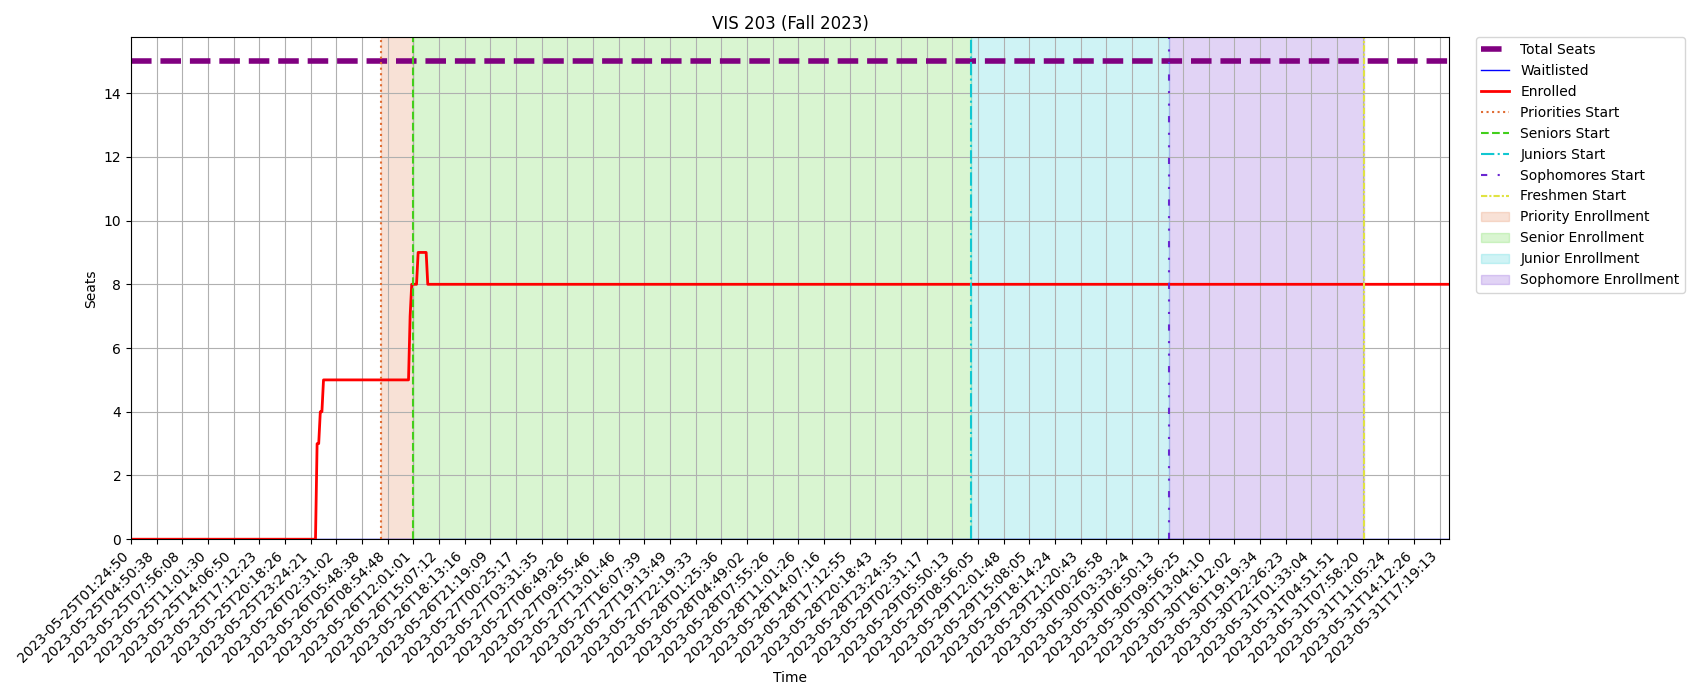 VIS 203 (Fall 2023)
Total Seats
Waitlisted
Enrolled
Priorities Start
Seniors Start
Juniors Start
Sophomores Start
Freshmen Start
Priority Enrollment
Senior Enrollment
Junior Enrollment
Sophomore Enrollment
Seats
14
12
10
8
6
4
2
0
2023-05-25T01:24:50
2023-05-25T04:50:38
2023-05-25T07:56:08
2023-05-25T11:01:30
2023-05-25T14:06:50
2023-05-25T17:12:23
2023-05-25T20:18:26
2023-05-25T23:24:21
2023-05-26T02:31:02
2023-05-26T05:48:38
2023-05-26T08:54:48
2023-05-26T12:01:01
2023-05-26T15:07:12
2023-05-26T18:13:16
2023-05-26T21:19:09
2023-05-27T00:25:17
2023-05-27T03:31:35
2023-05-27T06:49:26
2023-05-27T09:55:46
2023-05-27T13:01:46
2023-05-27T16:07:39
2023-05-27T19:13:49
2023-05-27T22:19:33
2023-05-28T01:25:36
2023-05-28T04:49:02
2023-05-28T07:55:26
2023-05-28T11:01:26
2023-05-28T14:07:16
2023-05-28T17:12:55
2023-05-28T20:18:43
2023-05-28T23:24:35
2023-05-29T02:31:17
2023-05-29T05:50:13
2023-05-29T08:56:05
2023-05-29T12:01:48
2023-05-29T15:08:05
2023-05-29T18:14:24
2023-05-29T21:20:43
2023-05-30T00:26:58
2023-05-30T03:33:24
2023-05-30T06:50:13
2023-05-30T09:56:25
2023-05-30T13:04:10
2023-05-30T16:12:02
2023-05-30T19:19:34
2023-05-30T22:26:23
2023-05-31T01:33:04
2023-05-31T04:51:51
2023-05-31T07:58:20
2023-05-31T11:05:24
2023-05-31T14:12:26
2023-05-31T17:19:13
Time